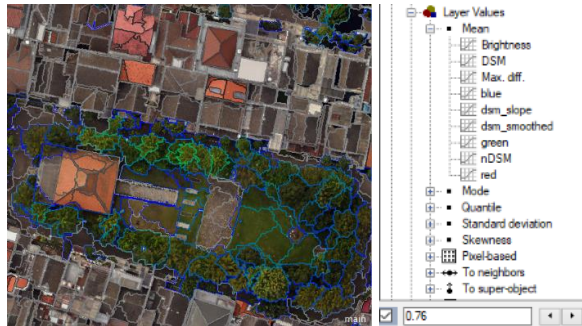 Layer Values
Mean
Brightness
DSM
Max. diff.
blue
dsm_slope
dsm_smoothed
green
nDSM
red
Mode
Quantile
Standard deviation
Skewness
Pixel-based
To neighbors
To super-object
main
0.76